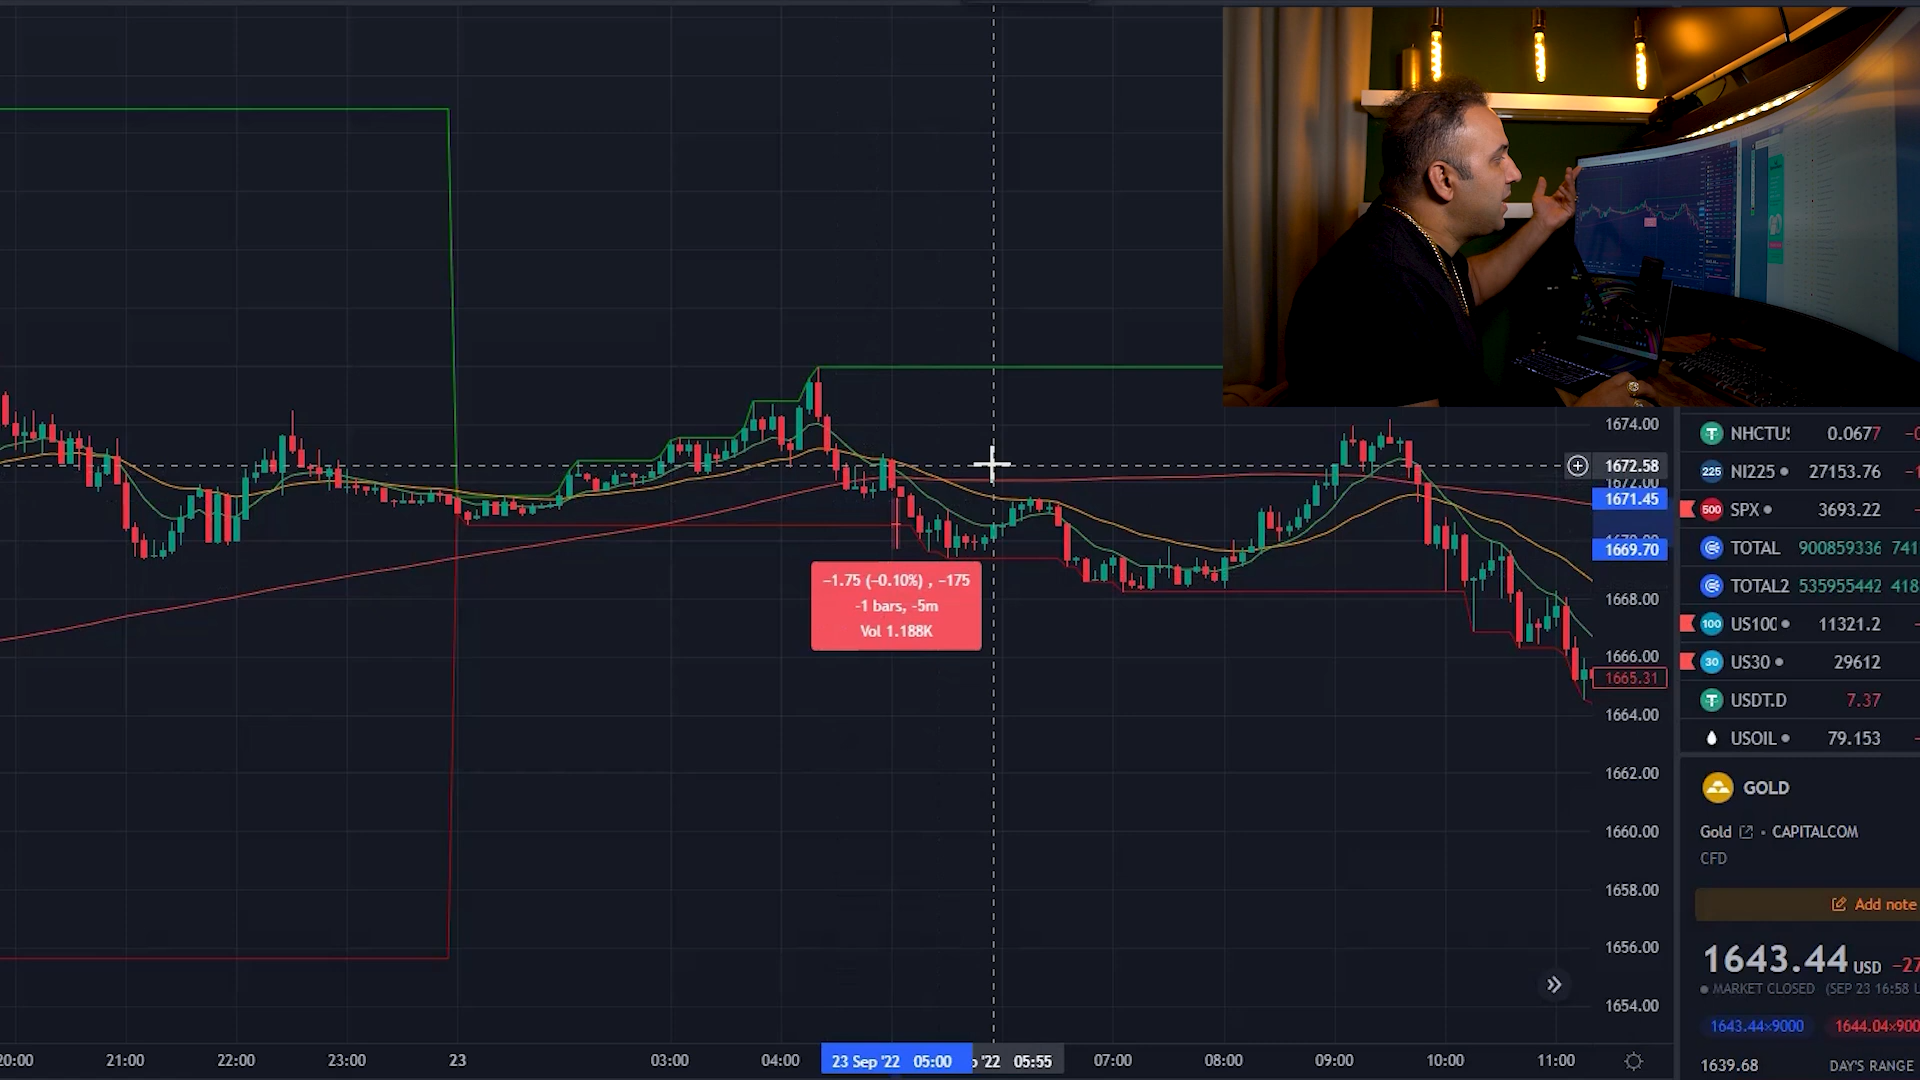 1674.00
1672.58
1672.00
1671.45
1669.70
1668.00
1666.00
1665.31
1664.00
1662.00
1660.00
1658.00
1656.00
1654.00
−1.75 (−0.10%) , −175
-1 bars, -5m
Vol 1.188K
20:00 21:00 22:00 23:00 23 03:00 04:00 23 Sep '22 05:00 '22 05:55 07:00 08:00 09:00 10:00 11:00
NHCTU 0.0677
225 NI225 27153.76
500 SPX 3693.22
TOTAL 900859336 741
TOTAL2 535955442 418
100 US100 11321.2
30 US30 29612
USDT.D 7.37
USOIL 79.153
GOLD
Gold · CAPITALCOM
CFD
Add note
1643.44 USD −27
MARKET CLOSED (SEP 23 16:58 U
1643.44×9000 1644.04×900
1639.68 DAY'S RANGE